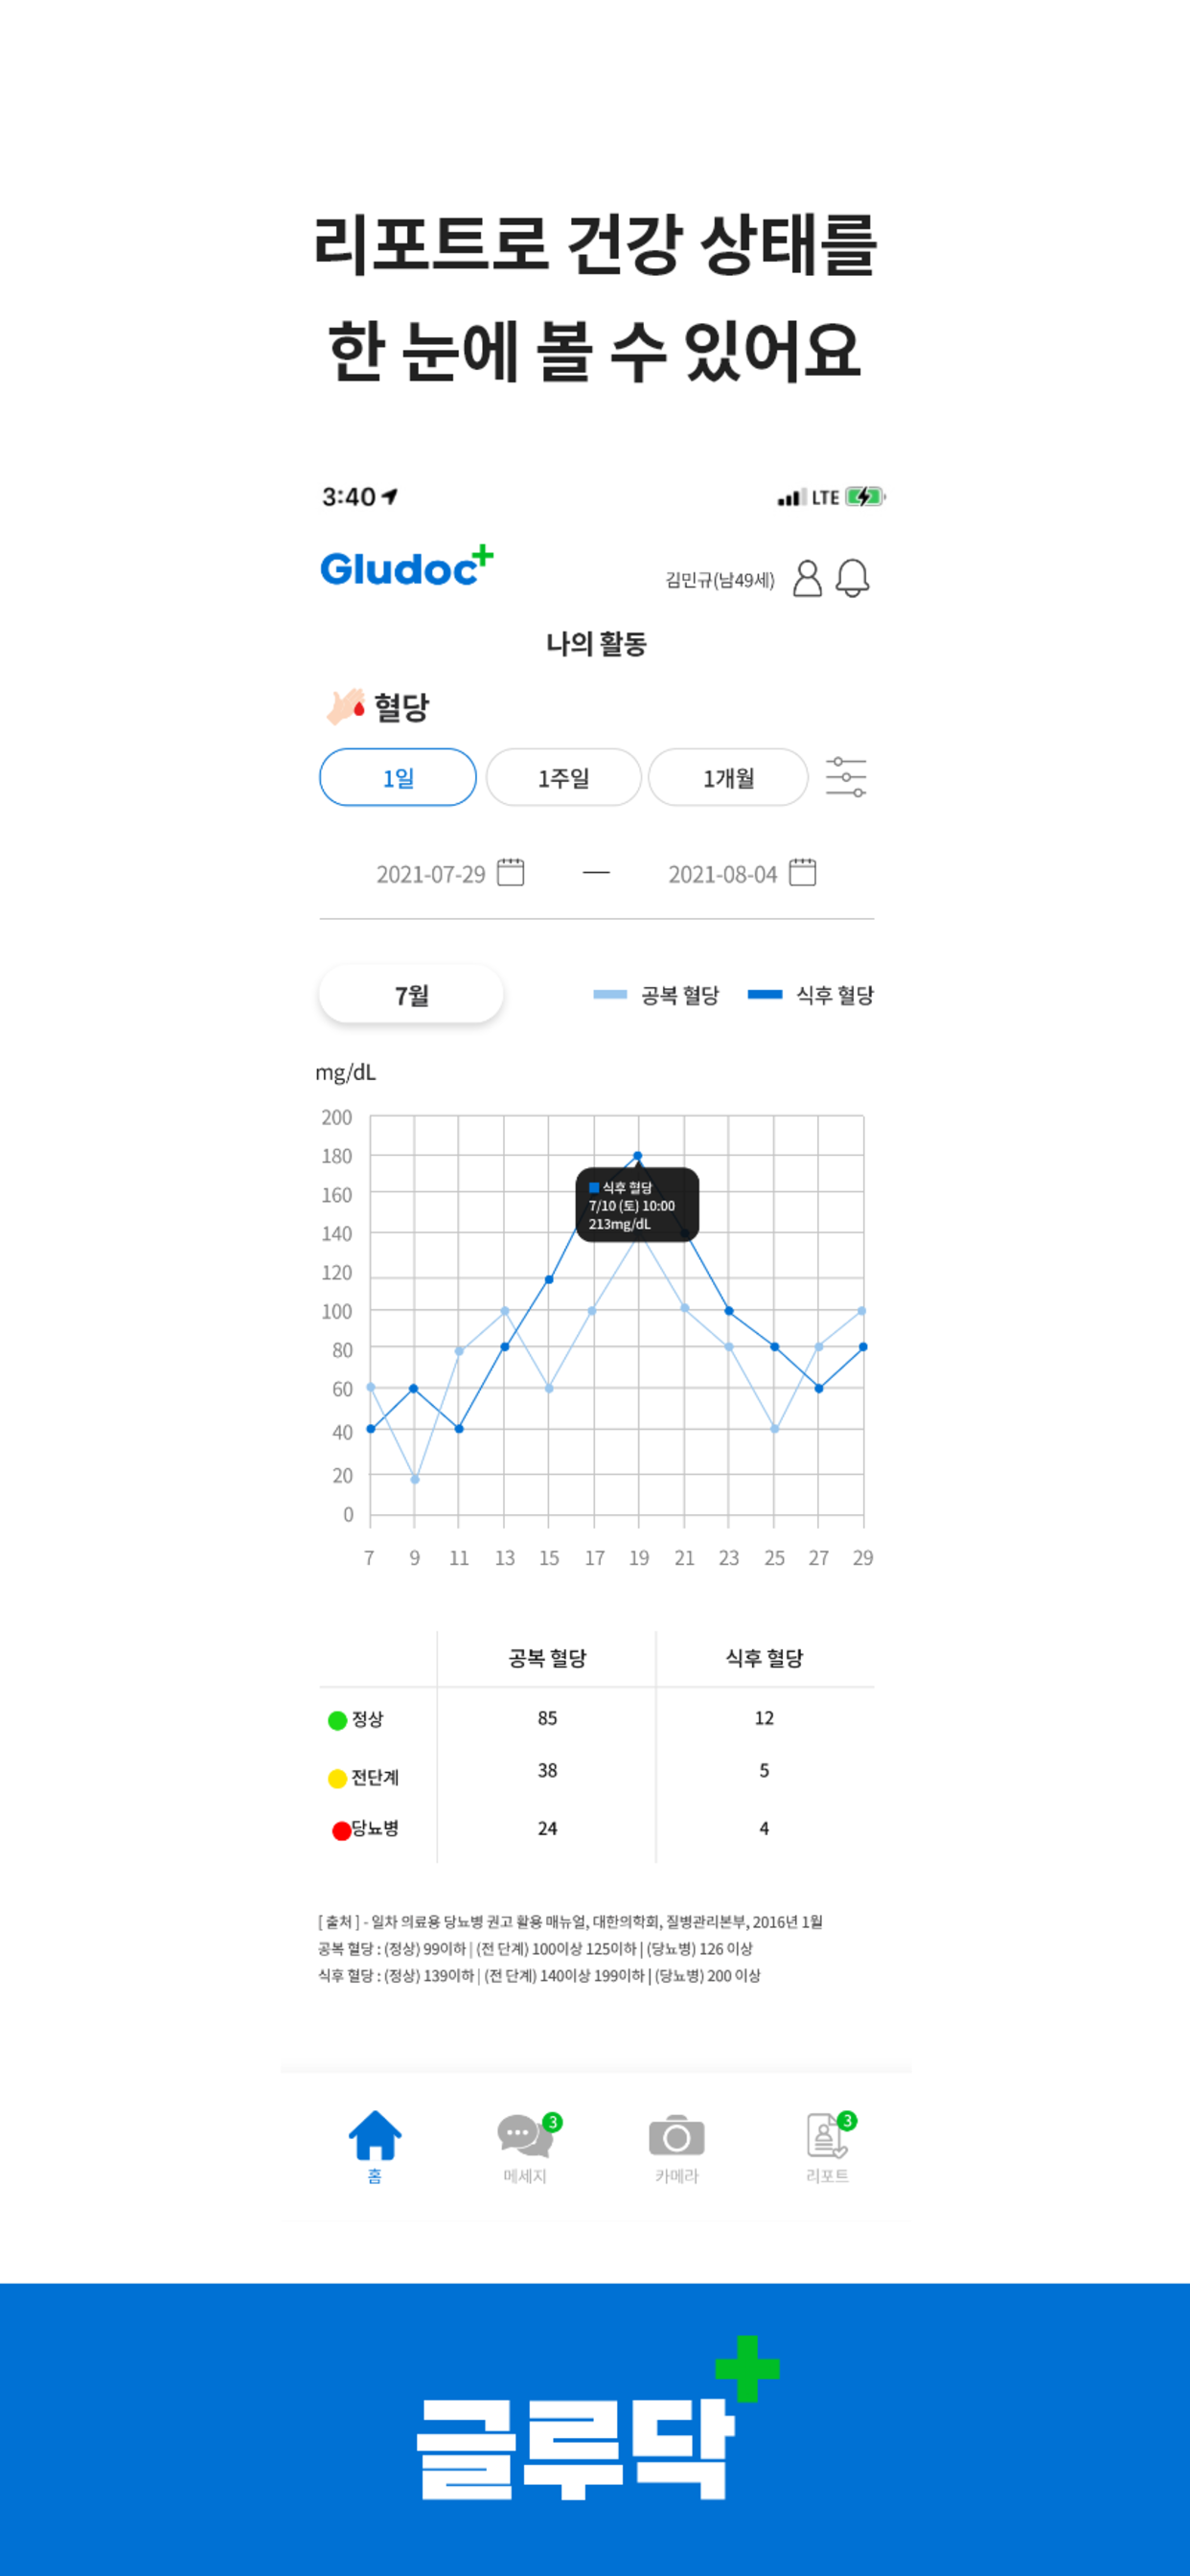 리포트로 건강 상태를
한 눈에 볼 수 있어요
3:40 LTE
Gludoc+
김민규(남49세)
나의 활동
혈당
1일 1주일 1개월
2021-07-29 — 2021-08-04
7월 공복 혈당 식후 혈당
mg/dL
200
180
식후 혈당
7/10 (토) 10:00
213mg/dL
160
140
120
100
80
60
40
20
0
7 9 11 13 15 17 19 21 23 25 27 29
공복 혈당 식후 혈당
정상 85 12
전단계 38 5
당뇨병 24 4
[ 출처 ] - 일차 의료용 당뇨병 권고 활용 매뉴얼, 대한의학회, 질병관리본부, 2016년 1월
공복 혈당 : (정상) 99이하 | (전 단계) 100이상 125이하 | (당뇨병) 126 이상
식후 혈당 : (정상) 139이하 | (전 단계) 140이상 199이하 | (당뇨병) 200 이상
3 3
홈 메세지 카메라 리포트
글루닥+